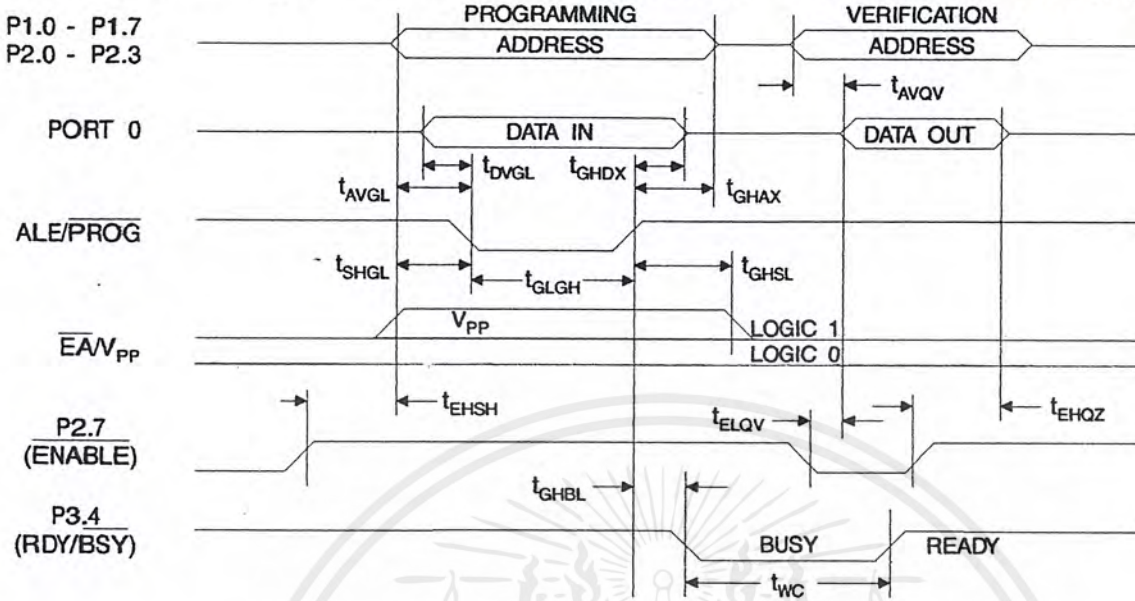 PROGRAMMING VERIFICATION
P1.0 - P1.7
P2.0 - P2.3
ADDRESS ADDRESS
tAVQV
PORT 0 DATA IN DATA OUT
tDVGL tGHDX
tAVGL tGHAX
ALE/PROG
tSHGL tGLGH tGHSL
EA/VPP VPP LOGIC 1
LOGIC 0
tEHSH tELQV tEHQZ
P2.7
(ENABLE)
tGHBL
P3.4
(RDY/BSY) BUSY READY
tWC